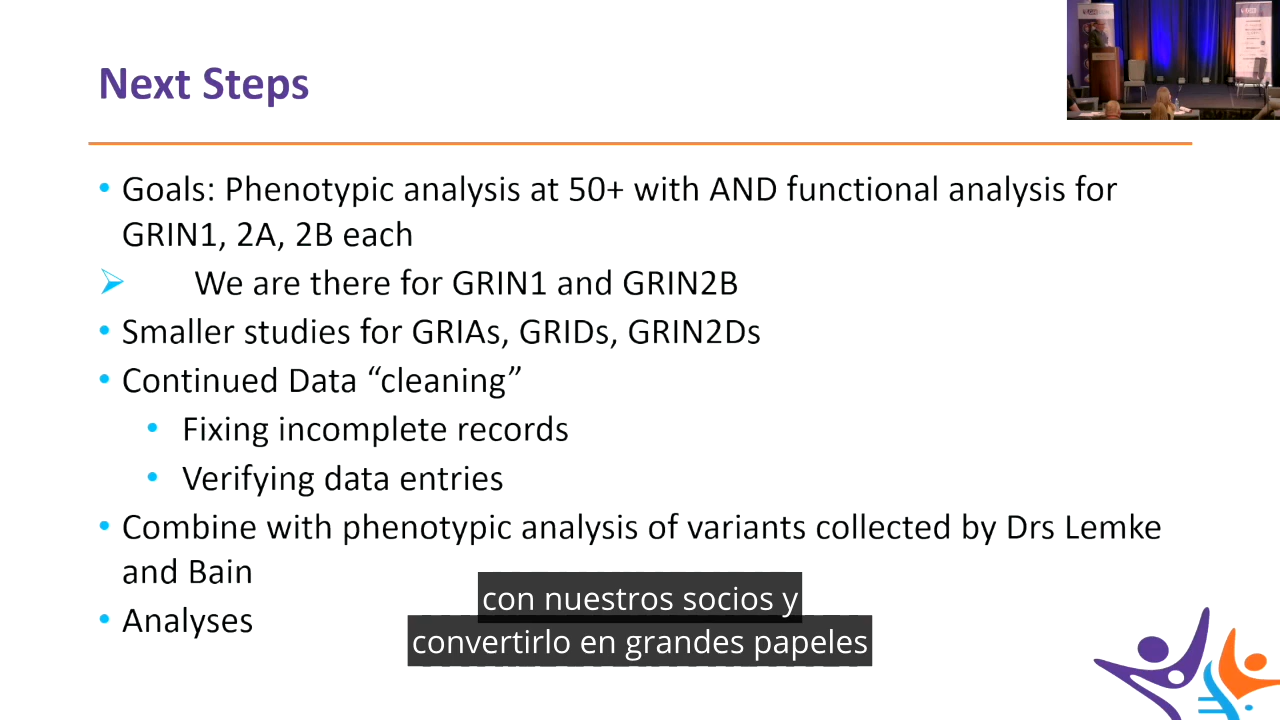 Next Steps
• Goals: Phenotypic analysis at 50+ with AND functional analysis for
GRIN1, 2A, 2B each
➢ We are there for GRIN1 and GRIN2B
• Smaller studies for GRIAs, GRIDs, GRIN2Ds
• Continued Data “cleaning”
• Fixing incomplete records
• Verifying data entries
• Combine with phenotypic analysis of variants collected by Drs Lemke
and Bain
• Analyses
con nuestros socios y
convertirlo en grandes papeles